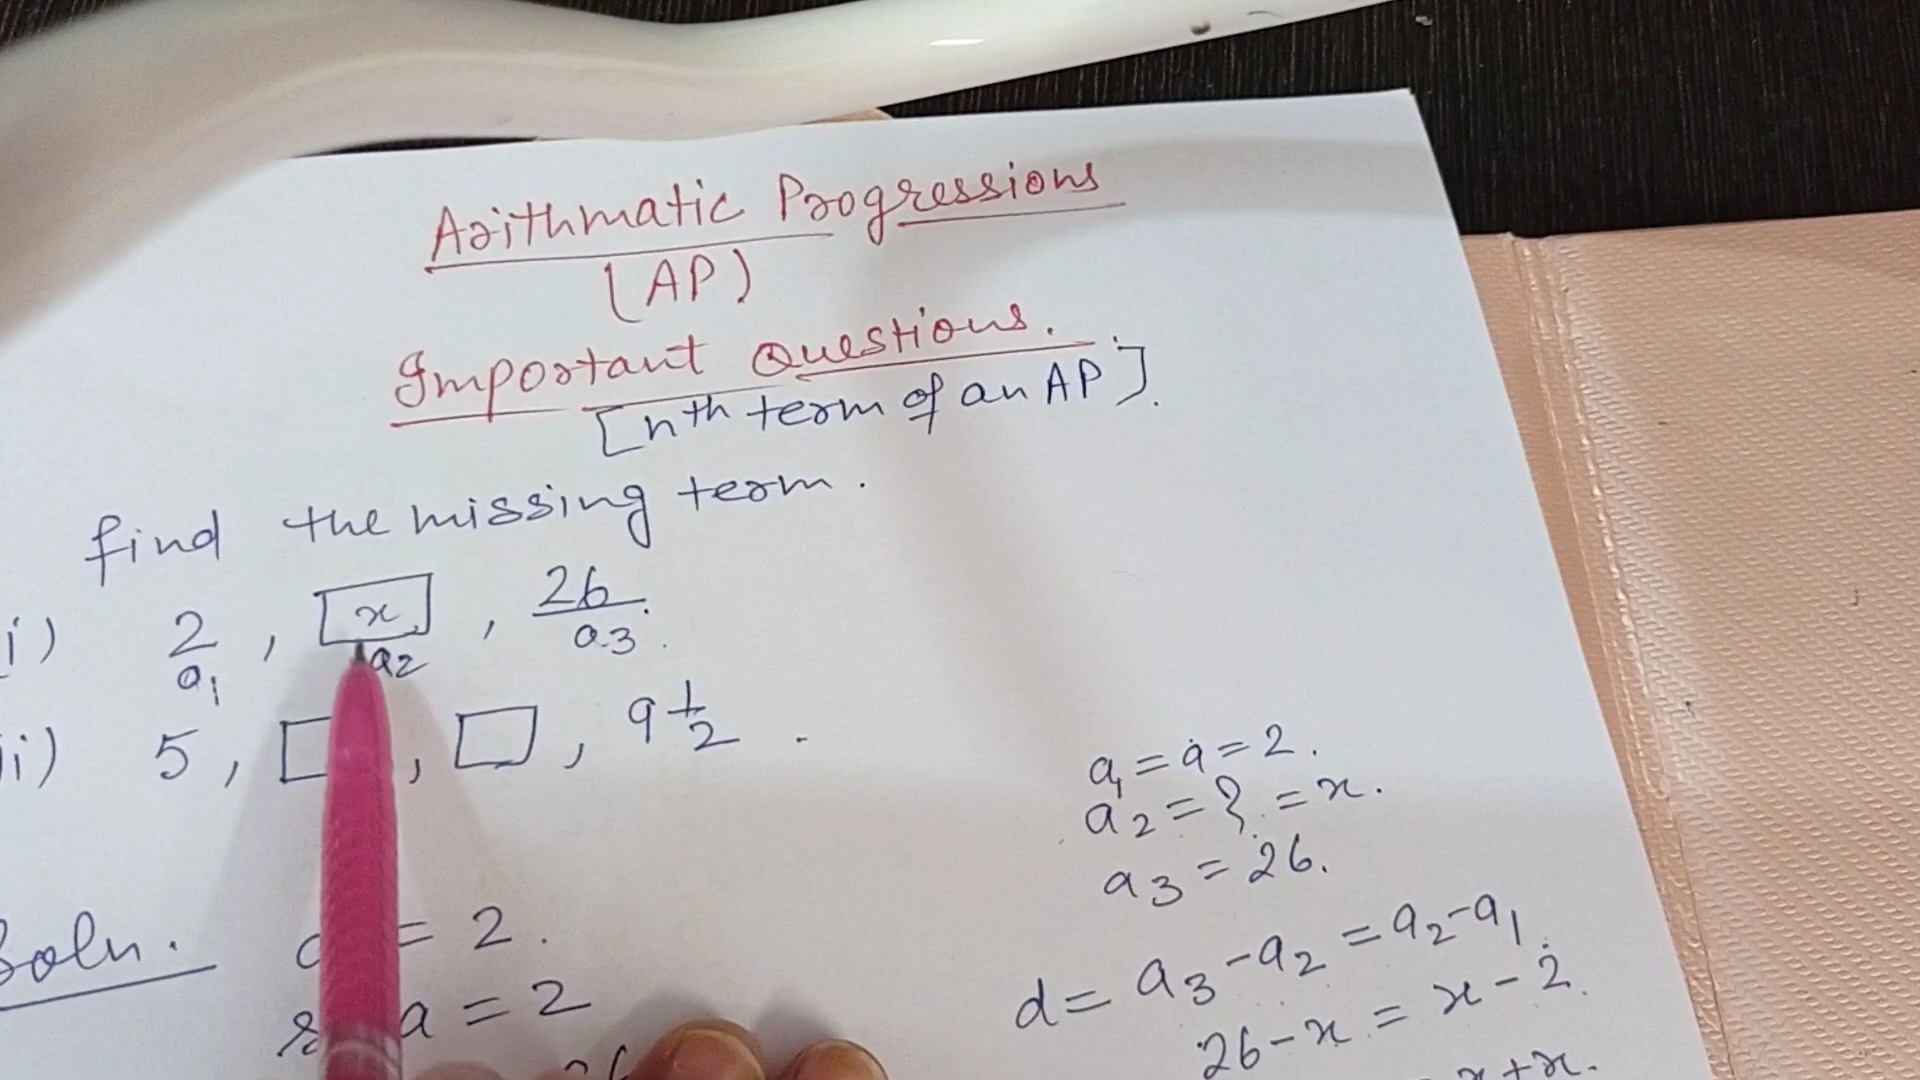 Arithmatic Progressions
(AP)
Important Questions.
[nth term of an AP].
find the missing term.
i) 2, x, 26.
a1 a2 a3.
ii) 5, □, □, 9 1/2.
a1 = a = 2.
a2 = ? = x.
a3 = 26.
Soln. = 2.
a = 2
d = a3 - a2 = a2 - a1.
26 - x = x - 2.
+ x.